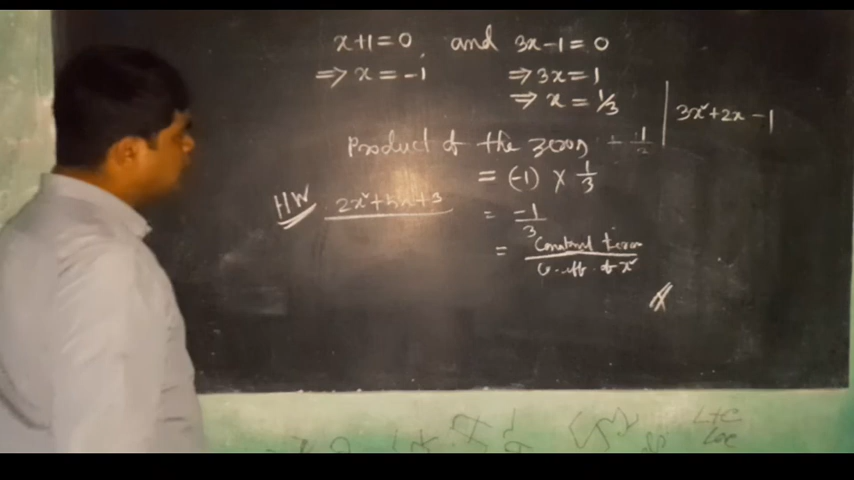 x+1=0, and 3x-1=0
⇒ x = -1 ⇒ 3x=1
⇒ x = 1/3
3x²+2x-1
Product of the zeros
= (-1) × 1/3
HW 2x²+5x+3
= -1/3
= Constant term / Co-eff. of x²
L+C